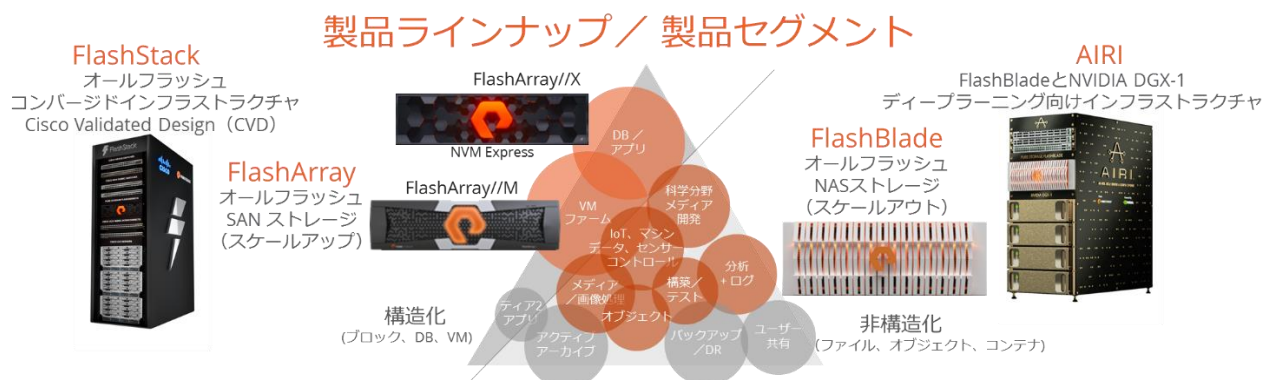 製品ラインナップ／ 製品セグメント
FlashStack
オールフラッシュ
コンバージドインフラストラクチャ
Cisco Validated Design（CVD）
FlashStack
FlashArray
オールフラッシュ
SAN ストレージ
（スケールアップ）
FlashArray//X
NVM Express
FlashArray//M
構造化
(ブロック、DB、VM)
DB ／
アプリ
VM
ファーム
科学分野
メディア
開発
IoT、マシン
データ、センサー
コントロール
メディア
／画像処理
構築／
テスト
分析
+ ログ
オブジェクト
ティア2
アプリ
アクティブ
アーカイブ
バックアップ
／DR
ユーザー
共有
FlashBlade
オールフラッシュ
NASストレージ
（スケールアウト）
非構造化
(ファイル、オブジェクト、コンテナ)
AIRI
FlashBladeとNVIDIA DGX-1
ディープラーニング向けインフラストラクチャ
AIRI